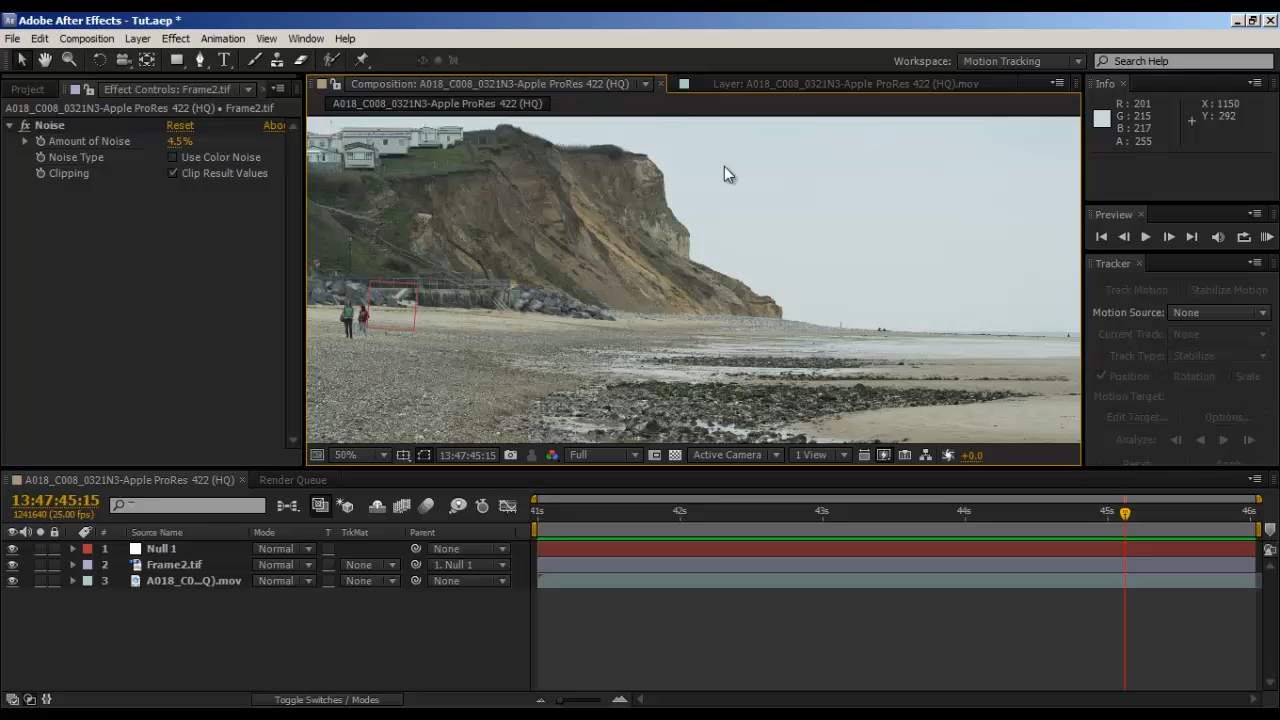 Adobe After Effects - Tut.aep *
File Edit Composition Layer Effect Animation View Window Help
Workspace: Motion Tracking Search Help
Project Effect Controls: Frame2.tif
Composition: A018_C008_0321N3-Apple ProRes 422 (HQ) Layer: A018_C008_0321N3-Apple ProRes 422 (HQ).mov
Info
A018_C008_0321N3-Apple ProRes 422 (HQ) • Frame2.tif
A018_C008_0321N3-Apple ProRes 422 (HQ)
R : 201 X : 1150
G : 215 Y : 292
B : 217
A : 255
fx Noise Reset Abou
Amount of Noise 4.5%
Noise Type Use Color Noise
Clipping Clip Result Values
Preview
Tracker
Track Motion Stabilize Motion
Motion Source: None
Current Track: None
Track Type: Stabilize
Position Rotation Scale
Motion Target:
Edit Target... Options...
Analyze:
Reset Apply
50% 13:47:45:15 Full Active Camera 1 View +0.0
A018_C008_0321N3-Apple ProRes 422 (HQ) Render Queue
13:47:45:15
1241640 (25.00 fps)
41s 42s 43s 44s 45s 46s
# Source Name Mode T TrkMat Parent
1 Null 1 Normal None
2 Frame2.tif Normal None 1. Null 1
3 A018_C0...Q).mov Normal None None
Toggle Switches / Modes